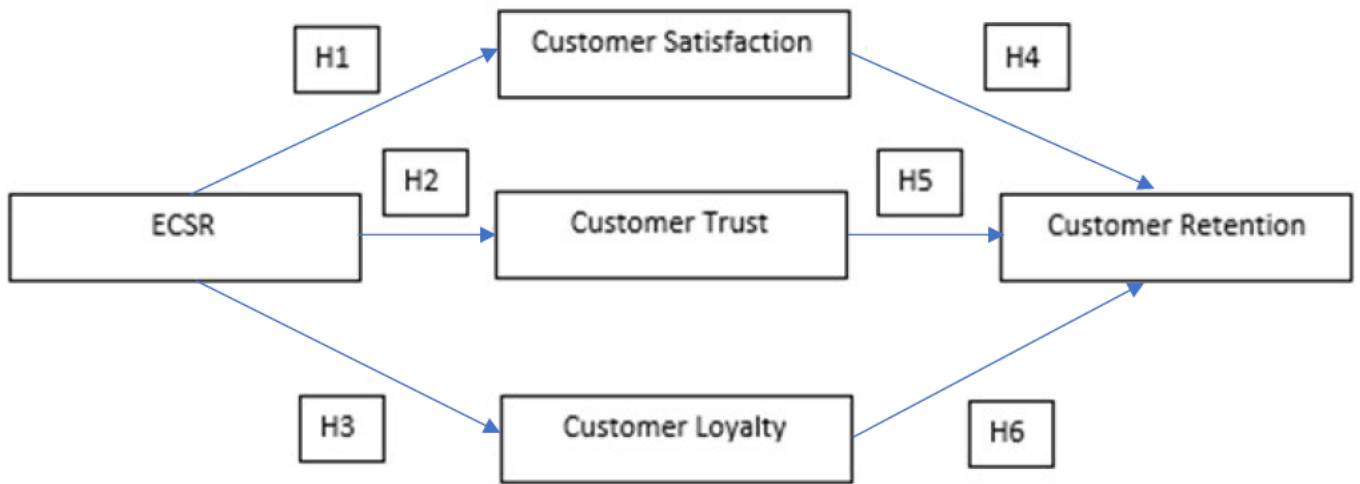 Customer Satisfaction
H1
H4
H2
H5
ECSR
Customer Trust
Customer Retention
H3
Customer Loyalty
H6